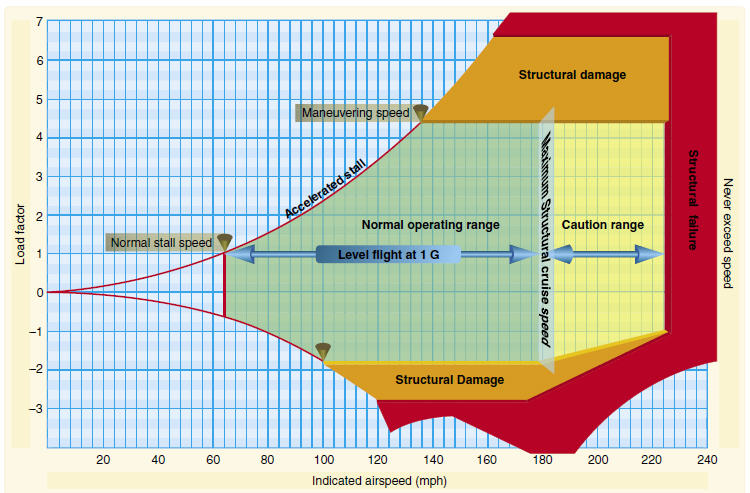 7
6
5
4
3
2
1
0
–1
–2
–3
Load factor
Structural damage
Maneuvering speed
Accelerated stall
Normal stall speed
Normal operating range
Level flight at 1 G
Maximum Structural cruise speed
Caution range
Structural failure
Never exceed speed
Structural Damage
20 40 60 80 100 120 140 160 180 200 220 240
Indicated airspeed (mph)